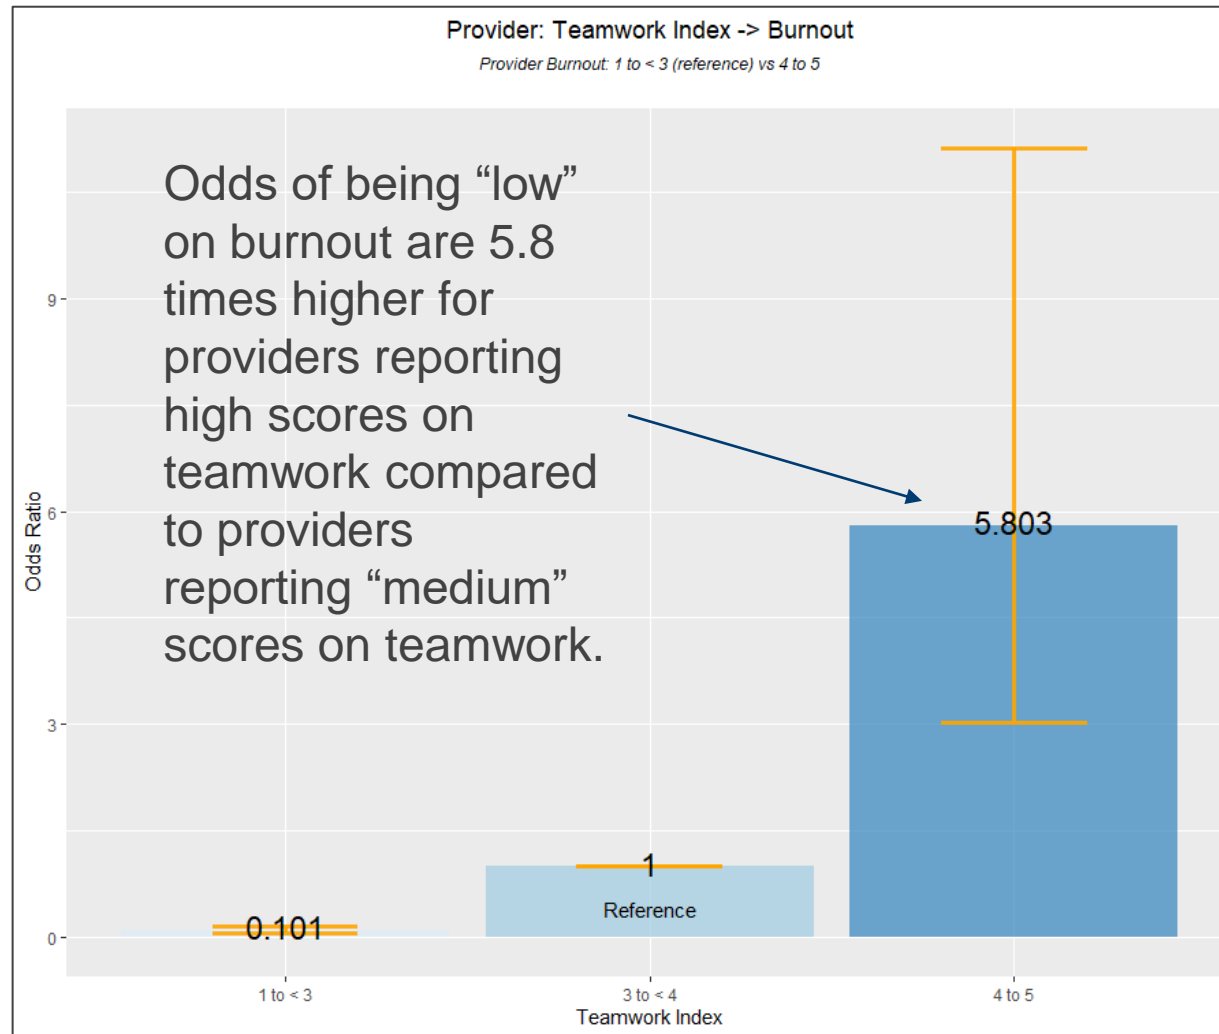 Provider: Teamwork Index -> Burnout
Provider Burnout: 1 to < 3 (reference) vs 4 to 5
Odds of being “low”
on burnout are 5.8
times higher for
providers reporting
high scores on
teamwork compared
to providers
reporting “medium”
scores on teamwork.
Odds Ratio
9
6
3
0
5.803
1
Reference
0.101
1 to < 3
3 to < 4
4 to 5
Teamwork Index